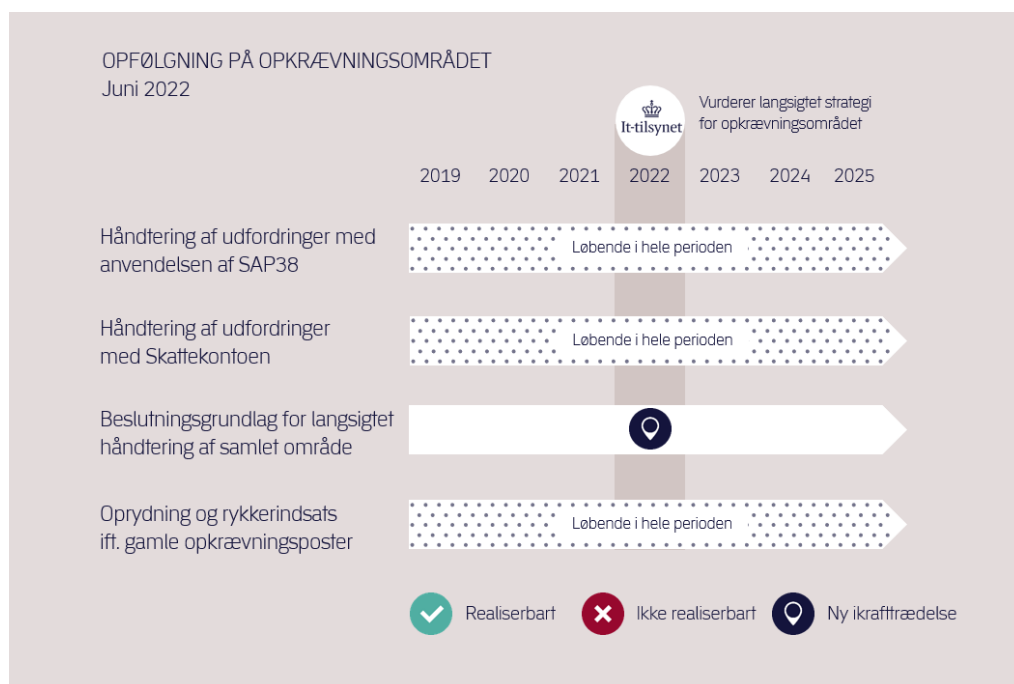 OPFØLGNING PÅ OPKRÆVNINGSOMRÅDET
Juni 2022
It-tilsynet
Vurderer langsigtet strategi
for opkrævningsområdet
2019 2020 2021 2022 2023 2024 2025
Håndtering af udfordringer med
anvendelsen af SAP38
Løbende i hele perioden
Håndtering af udfordringer
med Skattekontoen
Løbende i hele perioden
Beslutningsgrundlag for langsigtet
håndtering af samlet område
Oprydning og rykkerindsats
ift. gamle opkrævningsposter
Løbende i hele perioden
Realiserbart
Ikke realiserbart
Ny ikrafttrædelse